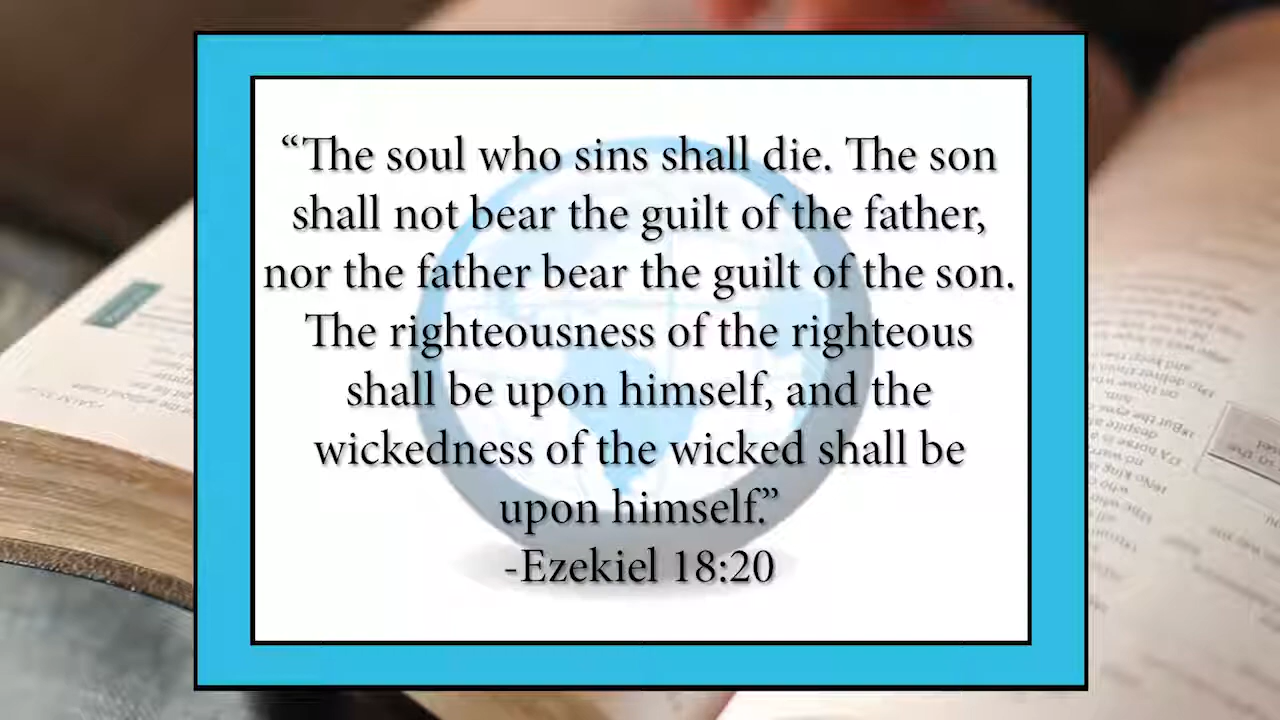 “The soul who sins shall die. The son
shall not bear the guilt of the father,
nor the father bear the guilt of the son.
The righteousness of the righteous
shall be upon himself, and the
wickedness of the wicked shall be
upon himself.”
-Ezekiel 18:20